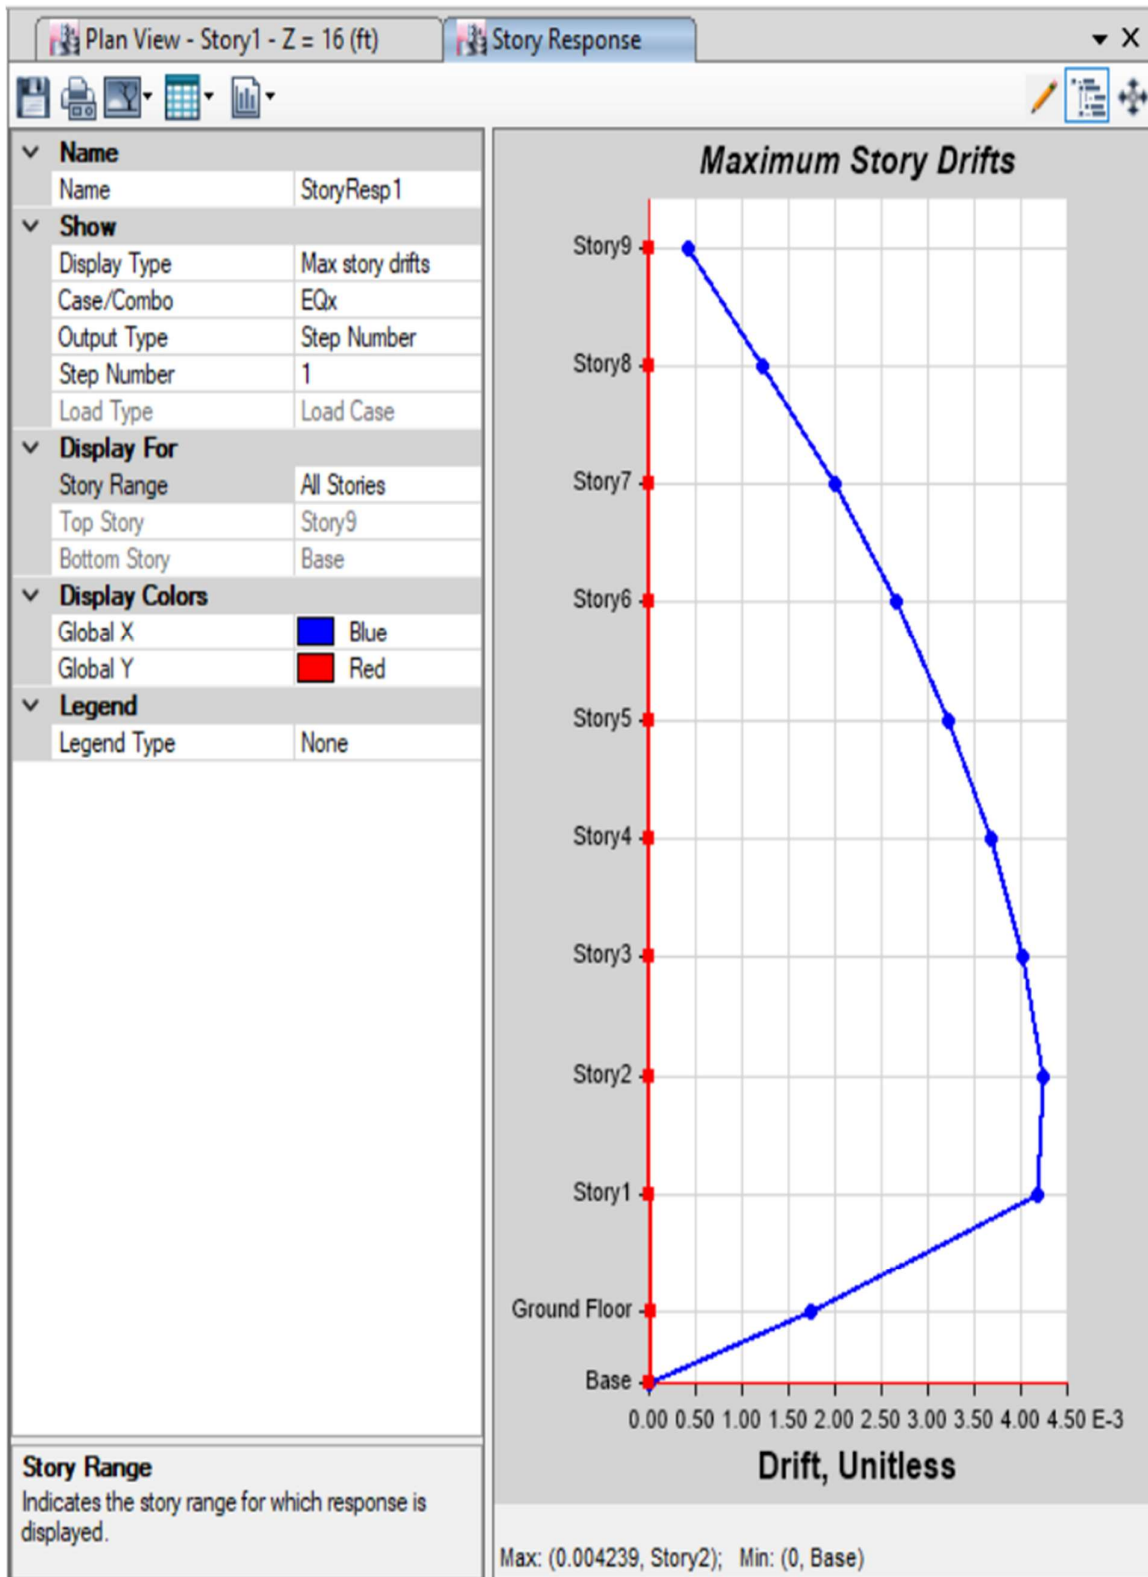 Plan View - Story1 - Z = 16 (ft)
Story Response
Name
Name StoryResp1
Show
Display Type Max story drifts
Case/Combo EQx
Output Type Step Number
Step Number 1
Load Type Load Case
Display For
Story Range All Stories
Top Story Story9
Bottom Story Base
Display Colors
Global X Blue
Global Y Red
Legend
Legend Type None
Story Range
Indicates the story range for which response is
displayed.
Maximum Story Drifts
Story9
Story8
Story7
Story6
Story5
Story4
Story3
Story2
Story1
Ground Floor
Base
0.00 0.50 1.00 1.50 2.00 2.50 3.00 3.50 4.00 4.50 E-3
Drift, Unitless
Max: (0.004239, Story2); Min: (0, Base)